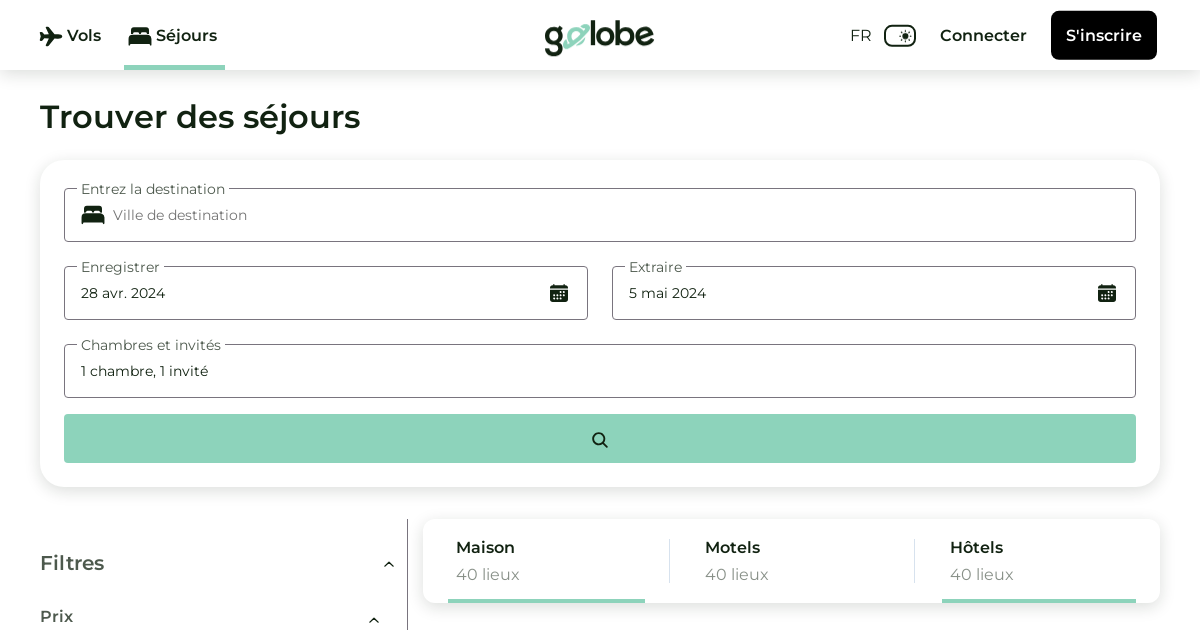 Vols Séjours golobe FR Connecter S'inscrire
Trouver des séjours
Entrez la destination
Ville de destination
Enregistrer Extraire
28 avr. 2024 5 mai 2024
Chambres et invités
1 chambre, 1 invité
Filtres
Maison Motels Hôtels
40 lieux 40 lieux 40 lieux
Prix